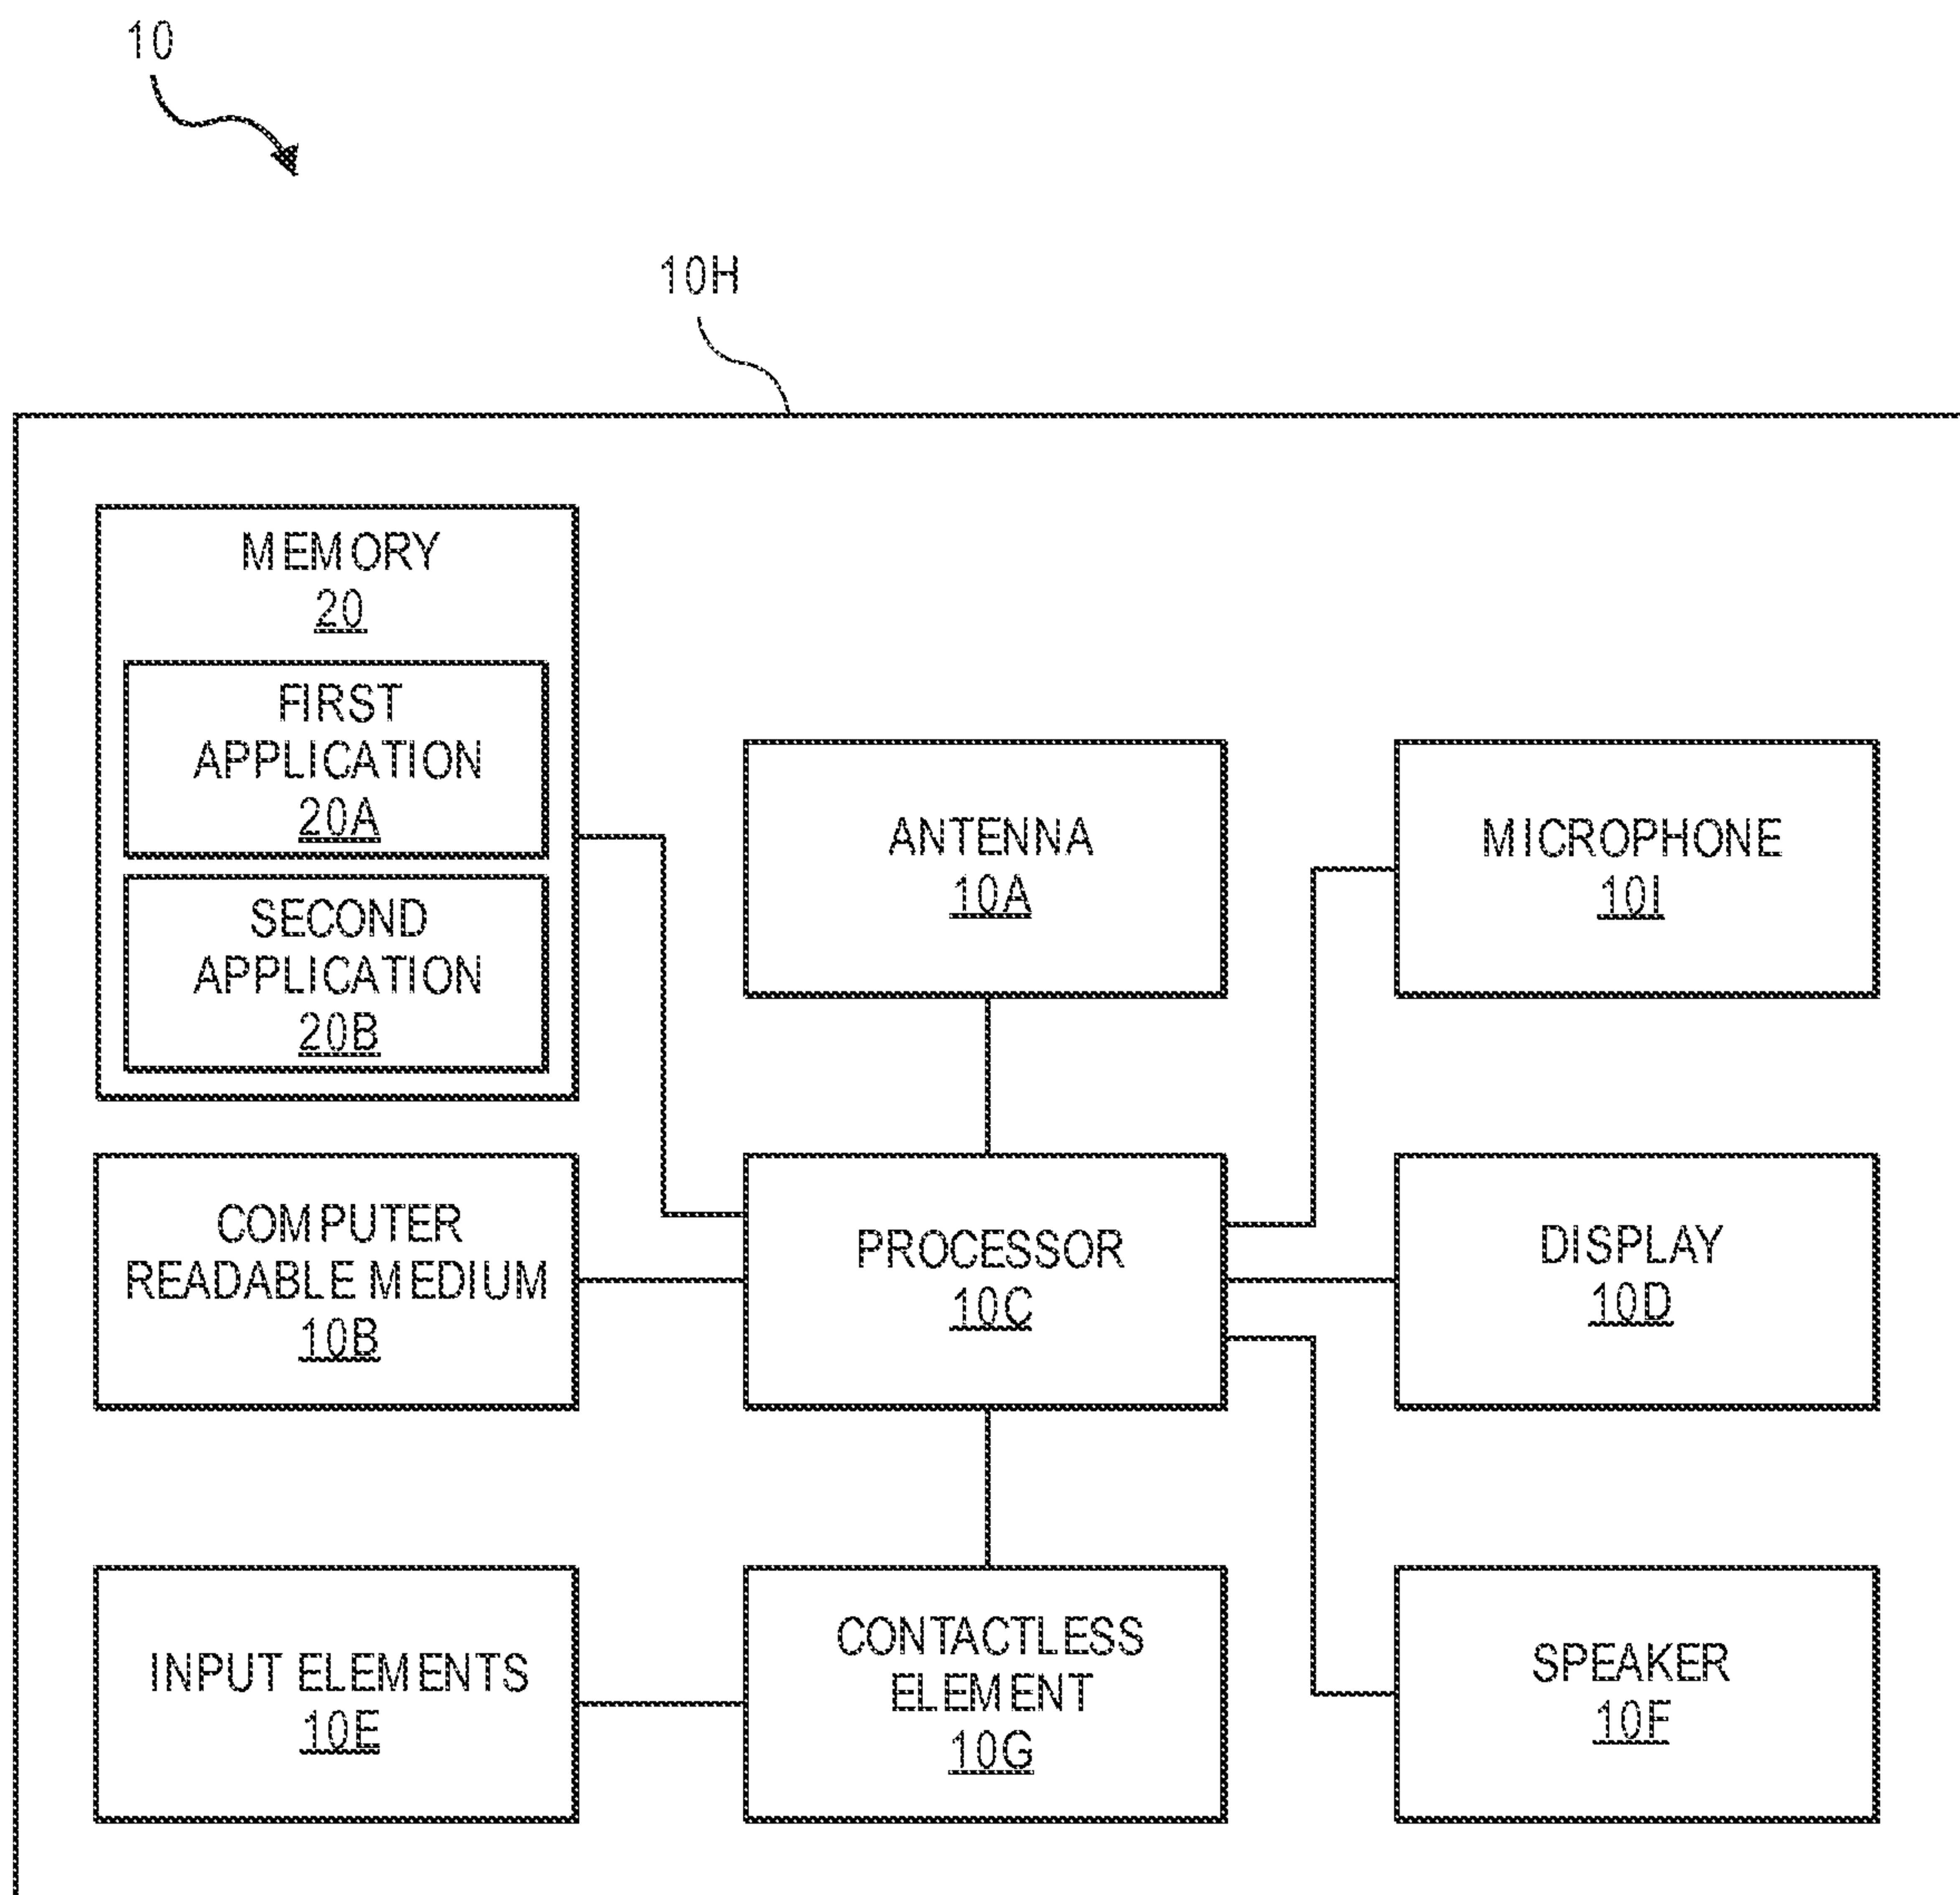 10
10H
MEMORY
20
FIRST
APPLICATION
20A
SECOND
APPLICATION
20B
ANTENNA
10A
MICROPHONE
10I
COMPUTER
READABLE MEDIUM
10B
PROCESSOR
10C
DISPLAY
10D
INPUT ELEMENTS
10E
CONTACTLESS
ELEMENT
10G
SPEAKER
10F